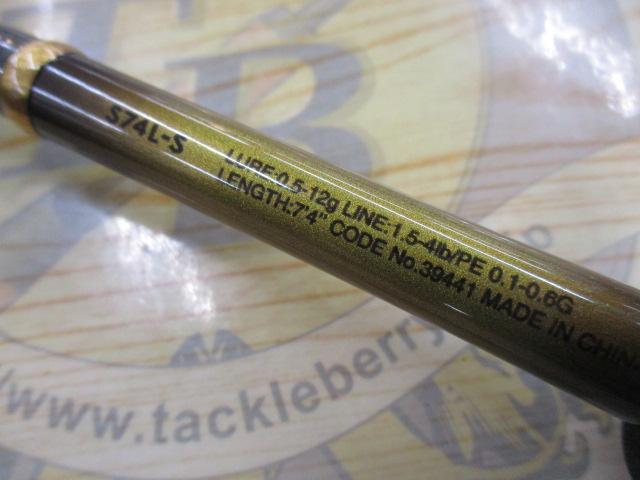 TB
S74L-S
LURE:0.5-12g LINE:1.5-4lb/PE 0.1-0.6G
LENGTH:7'4" CODE No.39441 MADE IN CHINA
www.tackleberry